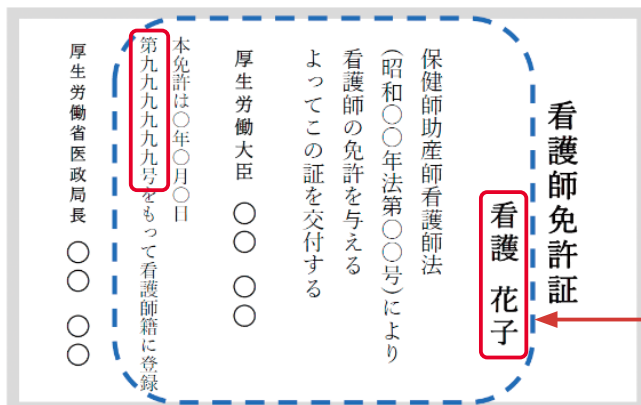 看護師免許証
看護 花子
保健師助産師看護師法
(昭和〇〇年法第〇〇号)により
看護師の免許を与える
よってこの証を交付する
厚生労働大臣 〇〇 〇〇
本免許は〇年〇月〇日
第九九九九九九号をもって看護師籍に登録
厚生労働省医政局長 〇〇 〇〇